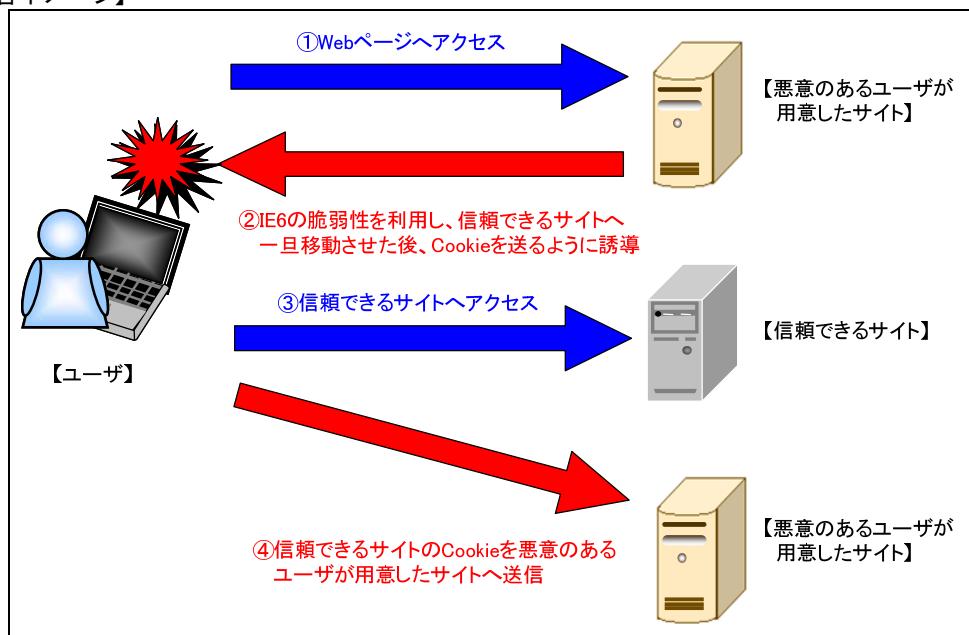 ①Webページへアクセス
【悪意のあるユーザが
用意したサイト】
②IE6の脆弱性を利用し、信頼できるサイトへ
一旦移動させた後、Cookieを送るように誘導
③信頼できるサイトへアクセス
【信頼できるサイト】
【ユーザ】
④信頼できるサイトのCookieを悪意のある
ユーザが用意したサイトへ送信
【悪意のあるユーザが
用意したサイト】